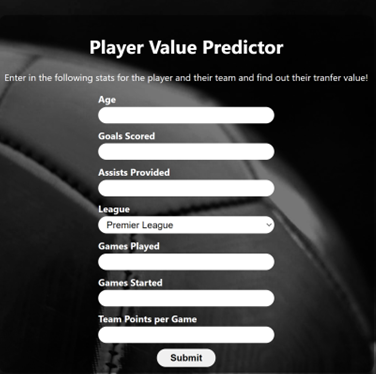 Player Value Predictor
Enter in the following stats for the player and their team and find out their tranfer value!
Age
Goals Scored
Assists Provided
League
Premier League
Games Played
Games Started
Team Points per Game
Submit